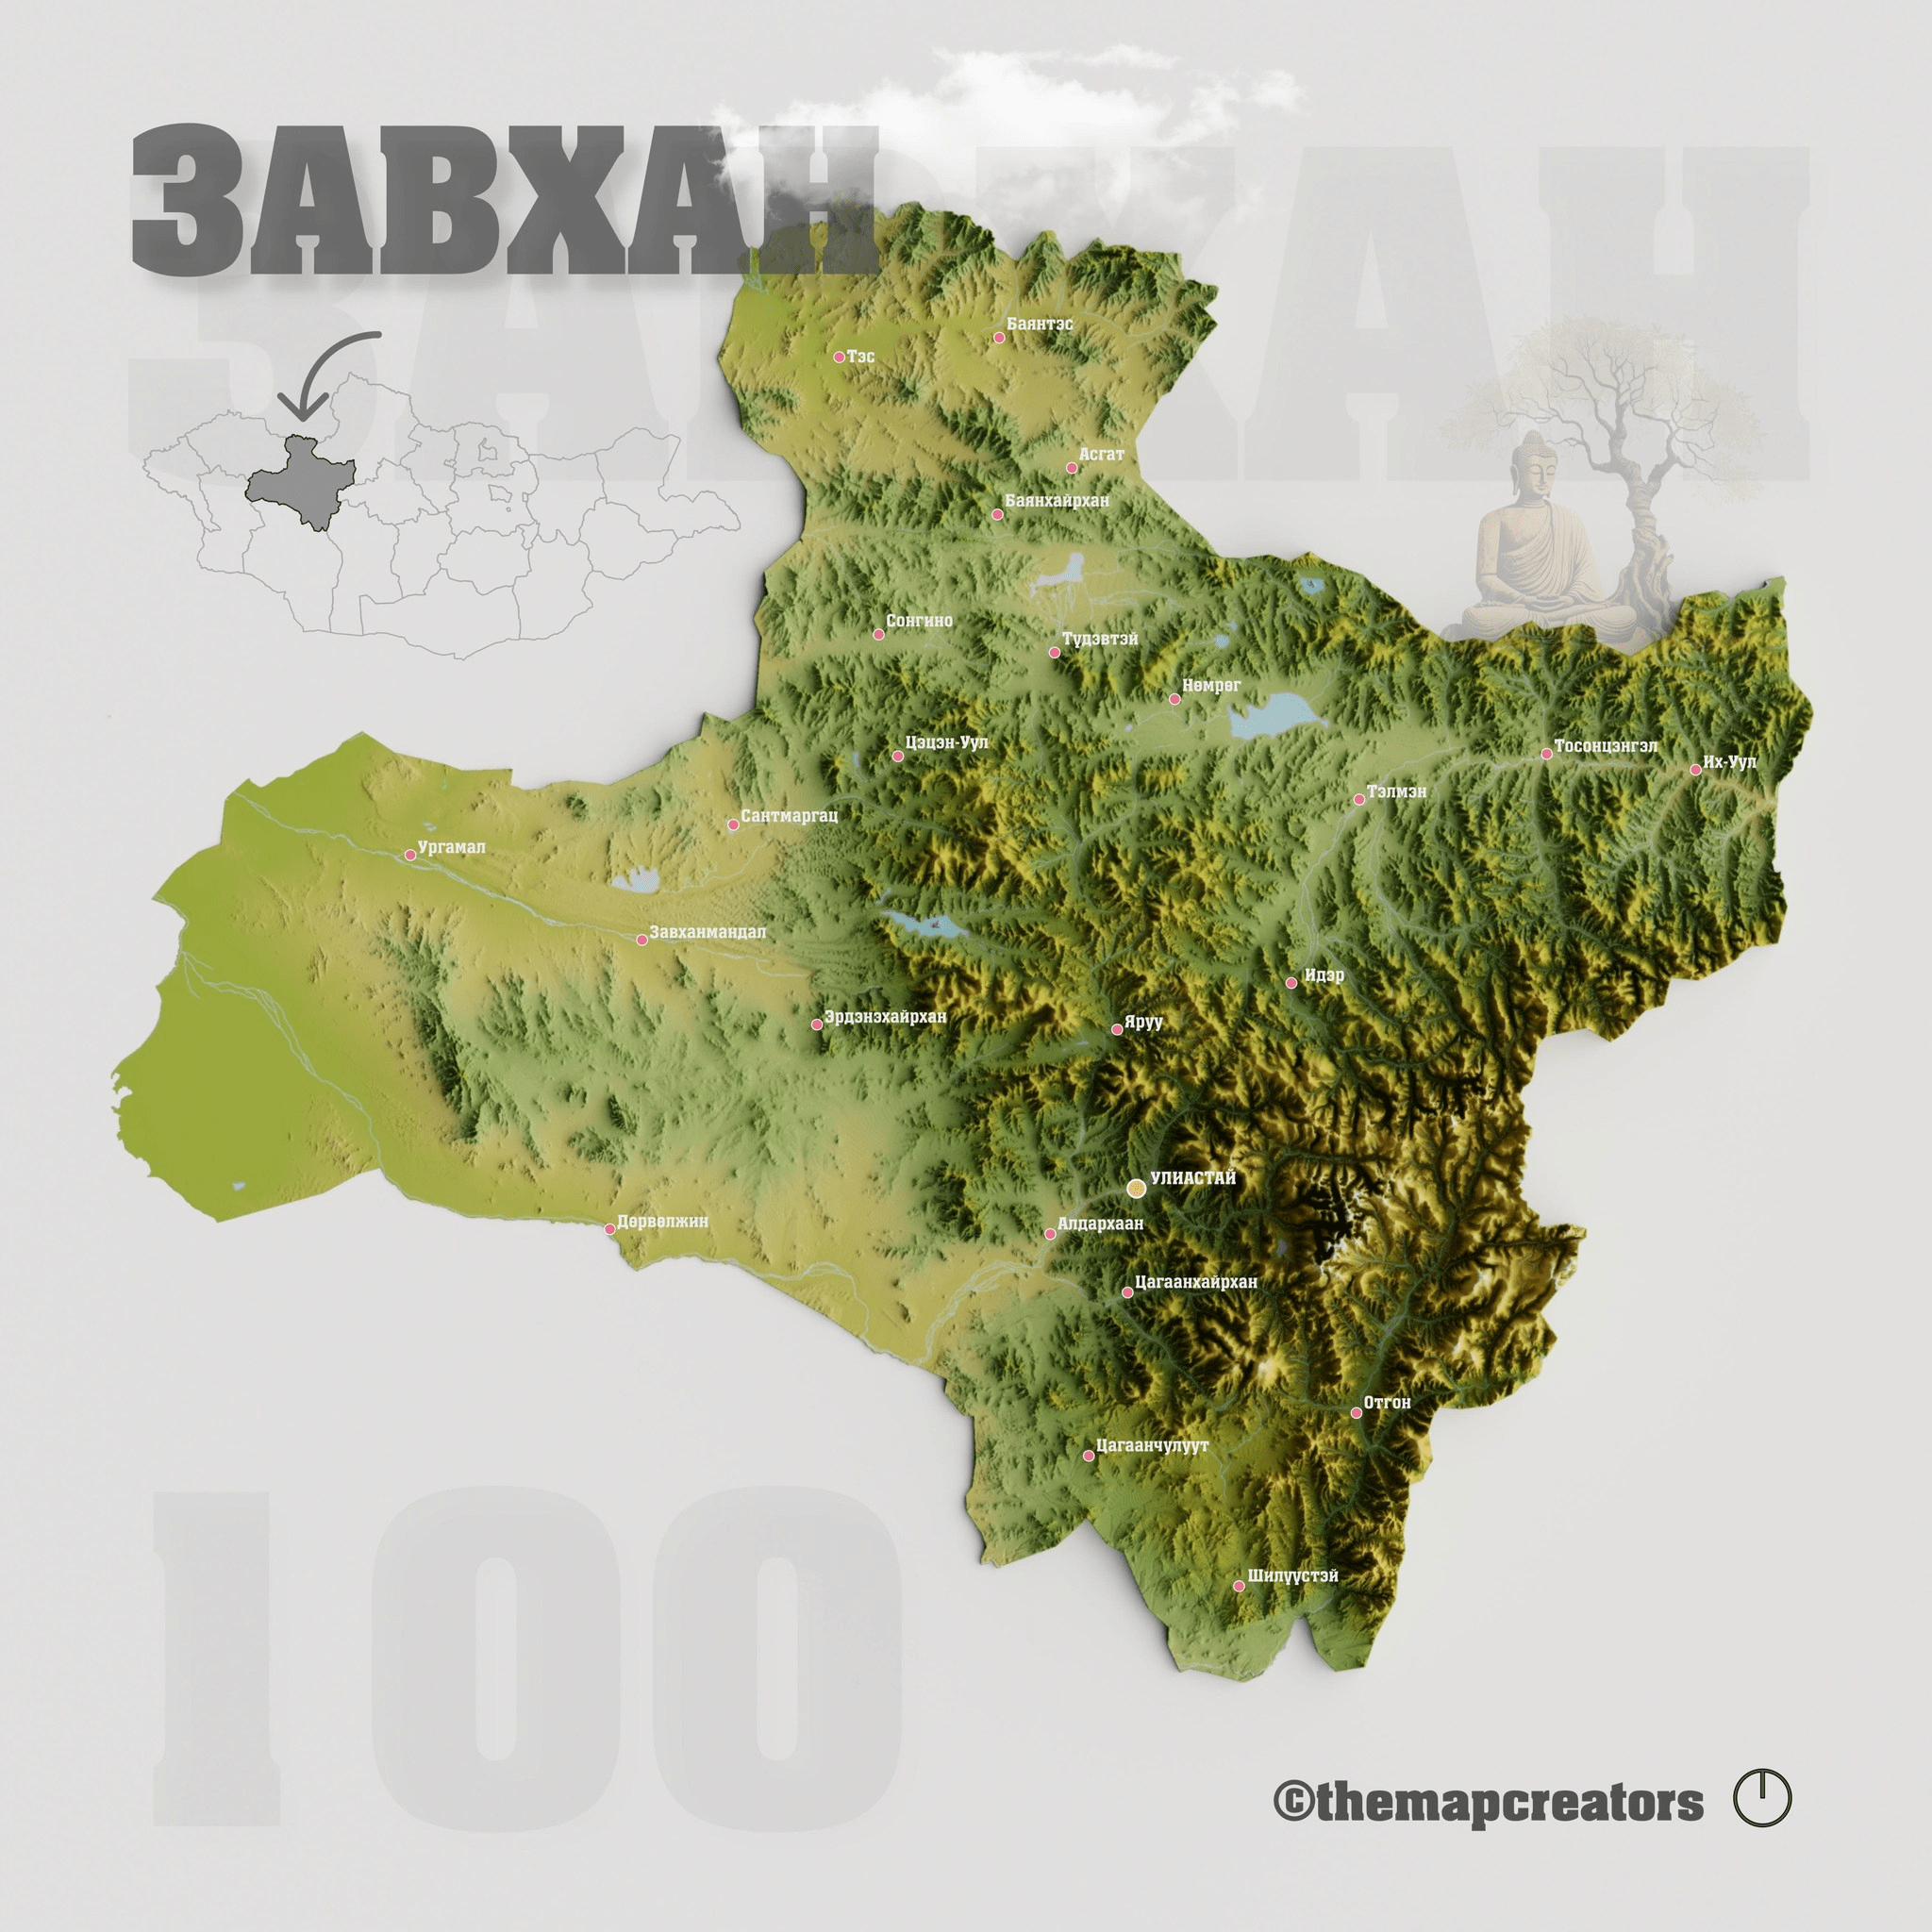 ЗАВХАН
ЗАВХАН
Баянтэс
Тэс
Асгат
Баянхайрхан
Сонгино
Түдэвтэй
Нөмрөг
Цэцэн-Уул
Тосонцэнгэл
Их-Уул
Тэлмэн
Сантмаргац
Ургамал
Завханмандал
Идэр
Эрдэнэхайрхан
Яруу
УЛИАСТАЙ
Дөрвөлжин
Алдархаан
Цагаанхайрхан
Отгон
Цагаанчулуут
Шилүүстэй
100
©themapcreators